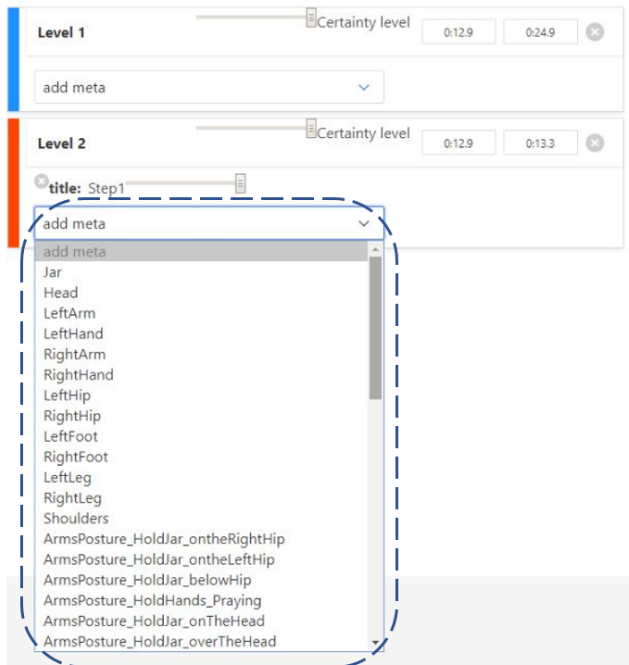 Level 1 Certainty level 0:12.9 0:24.9
add meta
Level 2 Certainty level 0:12.9 0:13.3
title: Step1
add meta
add meta
Jar
Head
LeftArm
LeftHand
RightArm
RightHand
LeftHip
RightHip
LeftFoot
RightFoot
LeftLeg
RightLeg
Shoulders
ArmsPosture_HoldJar_ontheRightHip
ArmsPosture_HoldJar_ontheLeftHip
ArmsPosture_HoldJar_belowHip
ArmsPosture_HoldHands_Praying
ArmsPosture_HoldJar_onTheHead
ArmsPosture_HoldJar_overTheHead